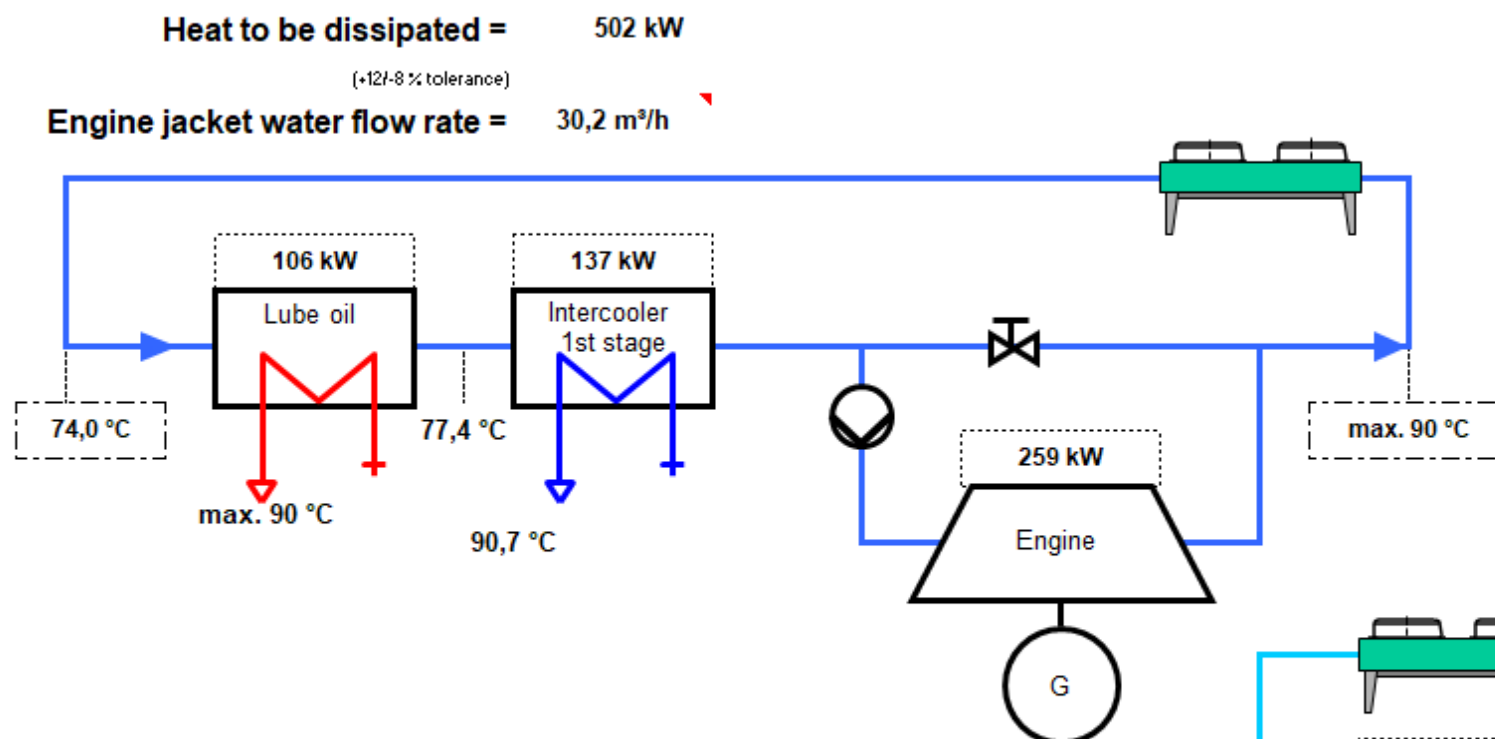 Heat to be dissipated = 502 kW
(+12/-8 % tolerance)
Engine jacket water flow rate = 30,2 m³/h
106 kW
137 kW
Lube oil
Intercooler
1st stage
74,0 °C
77,4 °C
max. 90 °C
259 kW
max. 90 °C
90,7 °C
Engine
G